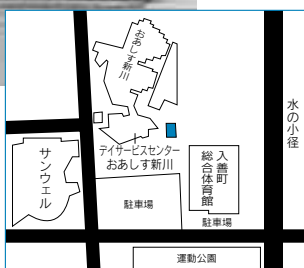 おあしす新川
水の小径
デイサービスセンター
おあしす新川
サンウェル
入善町
総合体育館
駐車場
駐車場
運動公園